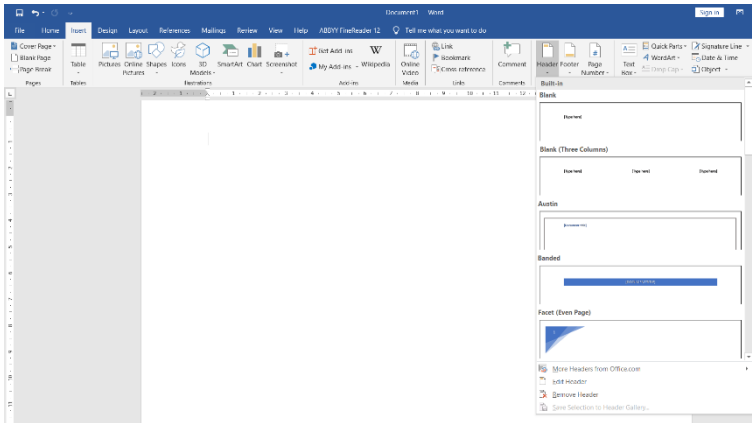 Document1 Word
Sign in
File Home Insert Design Layout References Mailings Review View Help ABBYY FineReader 12 Tell me what you want to do
Cover Page
Blank Page
Page Break
Pages
Table
Tables
Pictures Online Pictures Shapes Icons 3D Models SmartArt Chart Screenshot
Illustrations
Get Add-ins
My Add-ins
Wikipedia
Add-ins
Online Video
Media
Link
Bookmark
Cross-reference
Links
Comment
Comments
Header Footer Page Number
Text Box
Quick Parts
WordArt
Drop Cap
Signature Line
Date & Time
Object
Built-in
Blank
[Type here]
Blank (Three Columns)
[Type here] [Type here] [Type here]
Austin
Banded
Facet (Even Page)
More Headers from Office.com
Edit Header
Remove Header
Save Selection to Header Gallery...